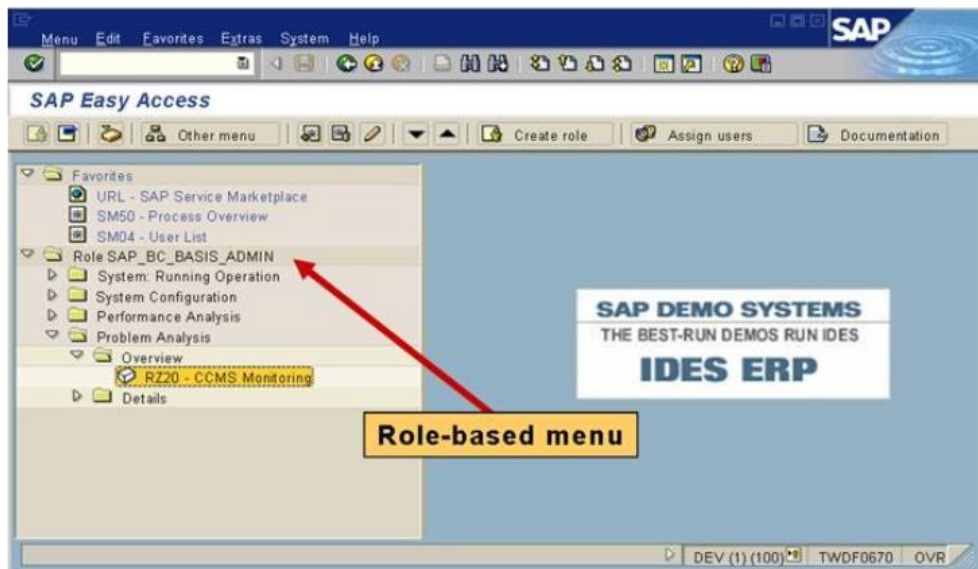 Menu Edit Favorites Extras System Help
SAP
SAP Easy Access
Other menu Create role Assign users Documentation
Favorites
URL - SAP Service Marketplace
SM50 - Process Overview
SM04 - User List
Role SAP_BC_BASIS_ADMIN
System: Running Operation
System Configuration
Performance Analysis
Problem Analysis
Overview
RZ20 - CCMS Monitoring
Details
SAP DEMO SYSTEMS
THE BEST-RUN DEMOS RUN IDES
IDES ERP
Role-based menu
DEV (1) (100) TWDF0670 OVR